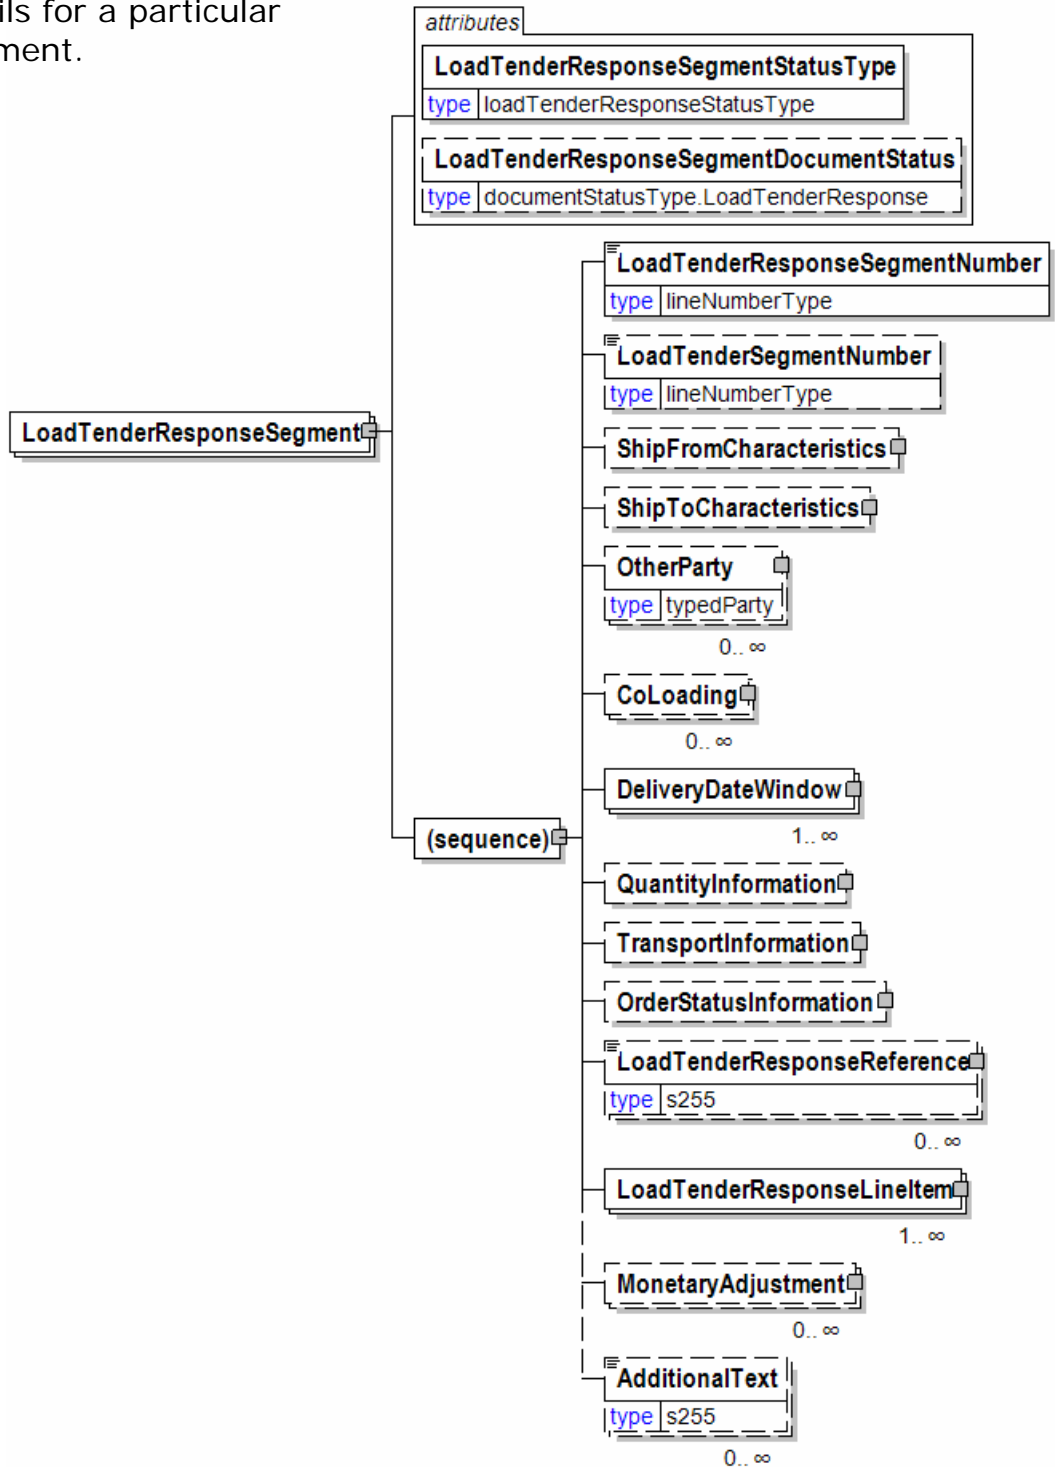 ils for a particular
ment.
attributes
LoadTenderResponseSegmentStatusType
type loadTenderResponseStatusType
LoadTenderResponseSegmentDocumentStatus
type documentStatusType.LoadTenderResponse
LoadTenderResponseSegmentNumber
type lineNumberType
LoadTenderSegmentNumber
type lineNumberType
LoadTenderResponseSegment
ShipFromCharacteristics
ShipToCharacteristics
OtherParty
type typedParty
0.. ∞
CoLoading
0.. ∞
DeliveryDateWindow
1.. ∞
(sequence)
QuantityInformation
TransportInformation
OrderStatusInformation
LoadTenderResponseReference
type s255
0.. ∞
LoadTenderResponseLineItem
1.. ∞
MonetaryAdjustment
0.. ∞
AdditionalText
type s255
0.. ∞